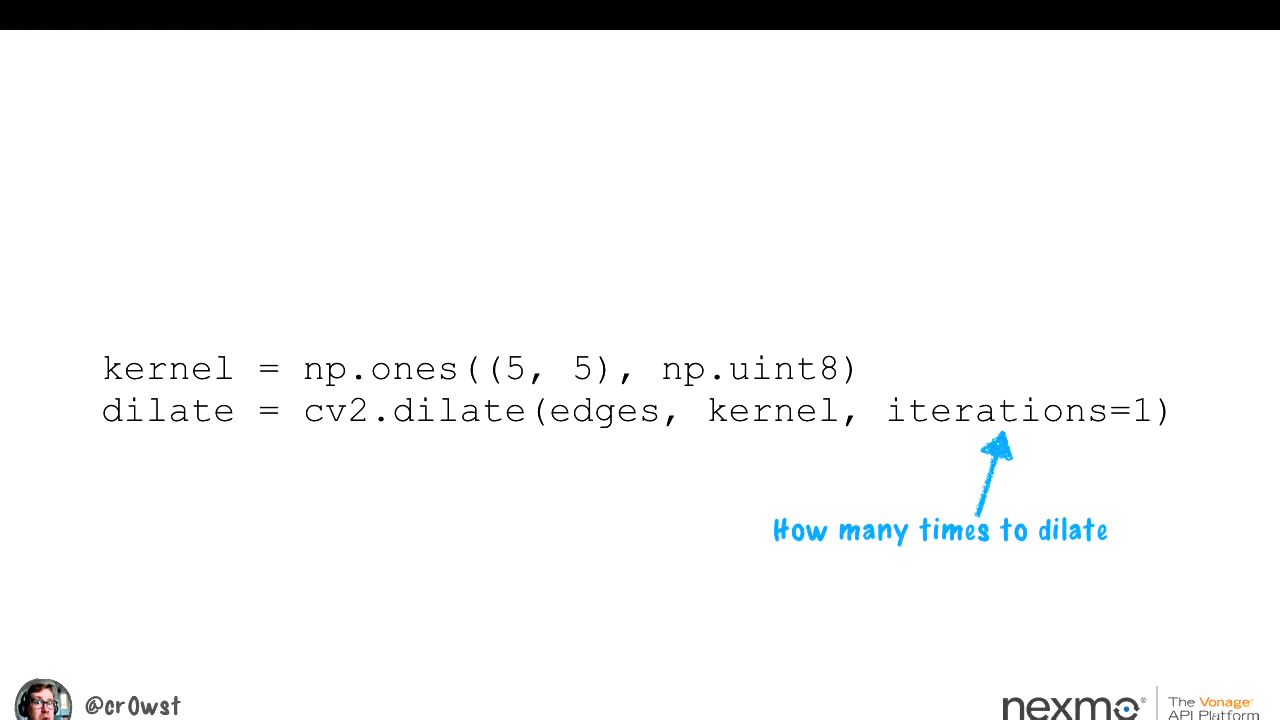 kernel = np.ones((5, 5), np.uint8)
dilate = cv2.dilate(edges, kernel, iterations=1)
How many times to dilate
@cr0wst
nexmo
The Vonage
API Platform